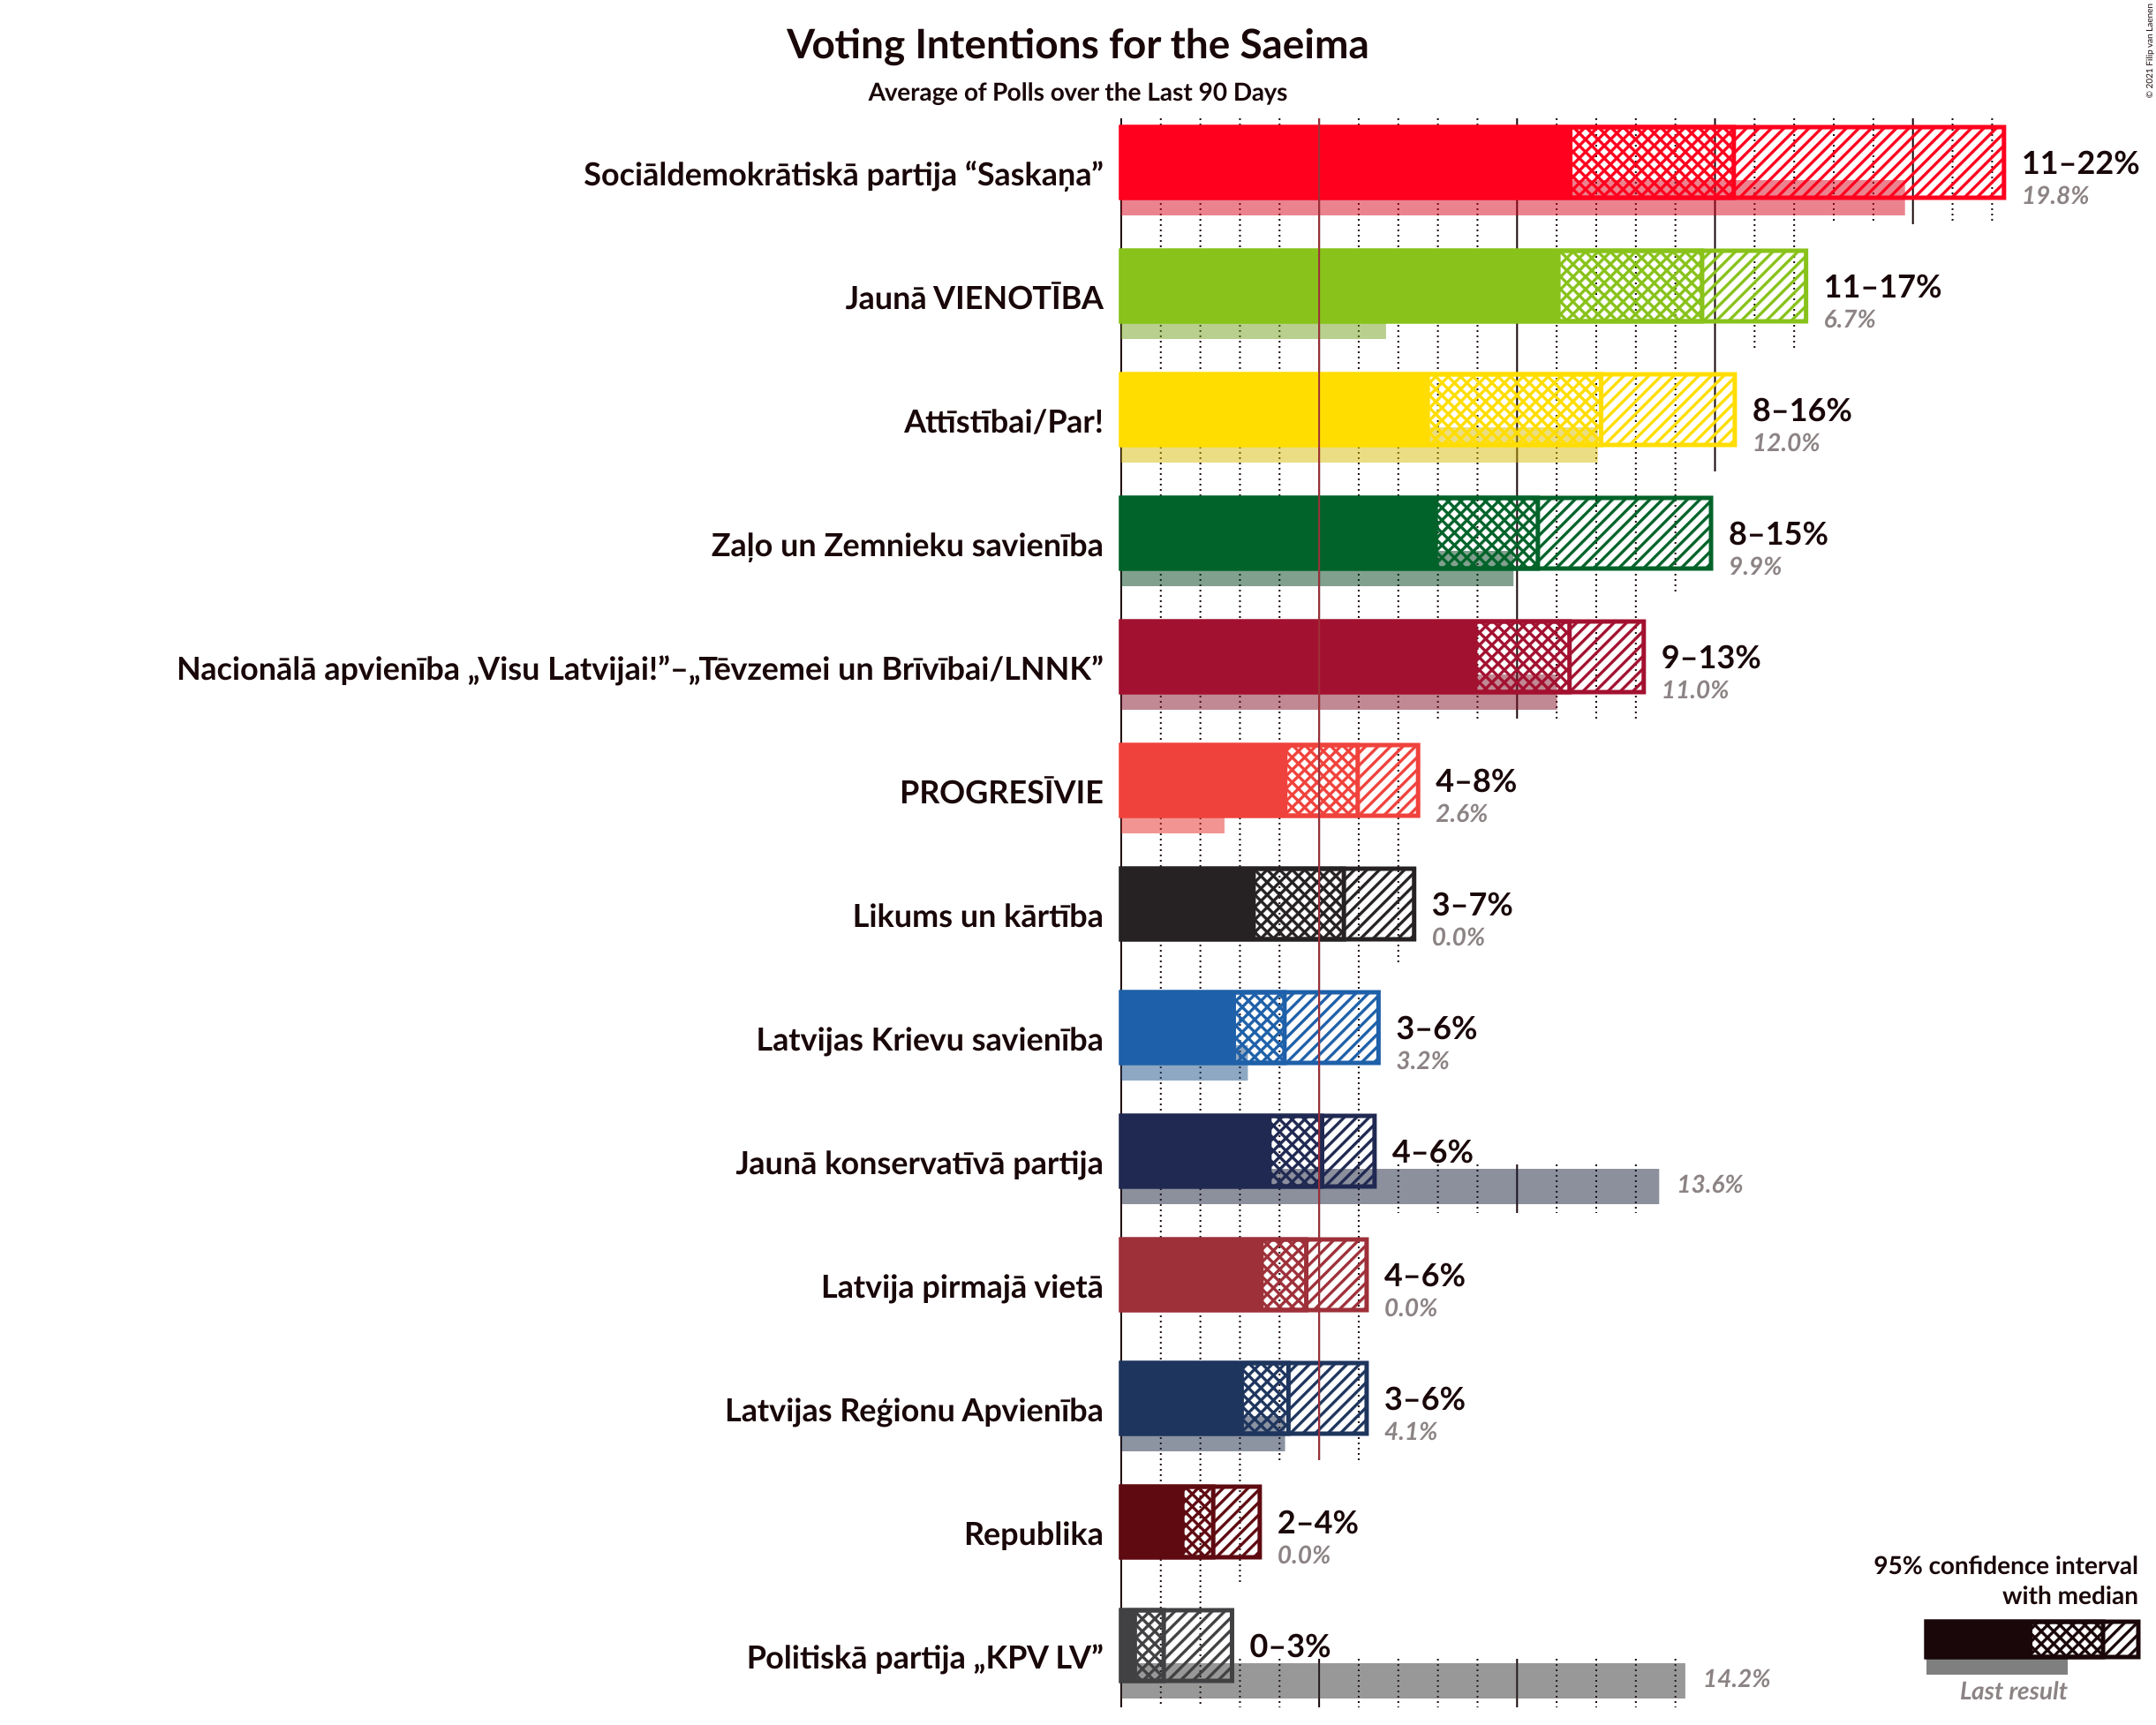 Voting Intentions for the Saeima
Average of Polls over the Last 90 Days
© 2021 Filip van Laenen
Sociāldemokrātiskā partija “Saskaņa”
11–22%
19.8%
Jaunā VIENOTĪBA
11–17%
6.7%
Attīstībai/Par!
8–16%
12.0%
Zaļo un Zemnieku savienība
8–15%
9.9%
Nacionālā apvienība „Visu Latvijai!”–„Tēvzemei un Brīvībai/LNNK”
9–13%
11.0%
PROGRESĪVIE
4–8%
2.6%
Likums un kārtība
3–7%
0.0%
Latvijas Krievu savienība
3–6%
3.2%
Jaunā konservatīvā partija
4–6%
13.6%
Latvija pirmajā vietā
4–6%
0.0%
Latvijas Reģionu Apvienība
3–6%
4.1%
Republika
2–4%
0.0%
Politiskā partija „KPV LV”
0–3%
14.2%
95% confidence interval
with median
Last result